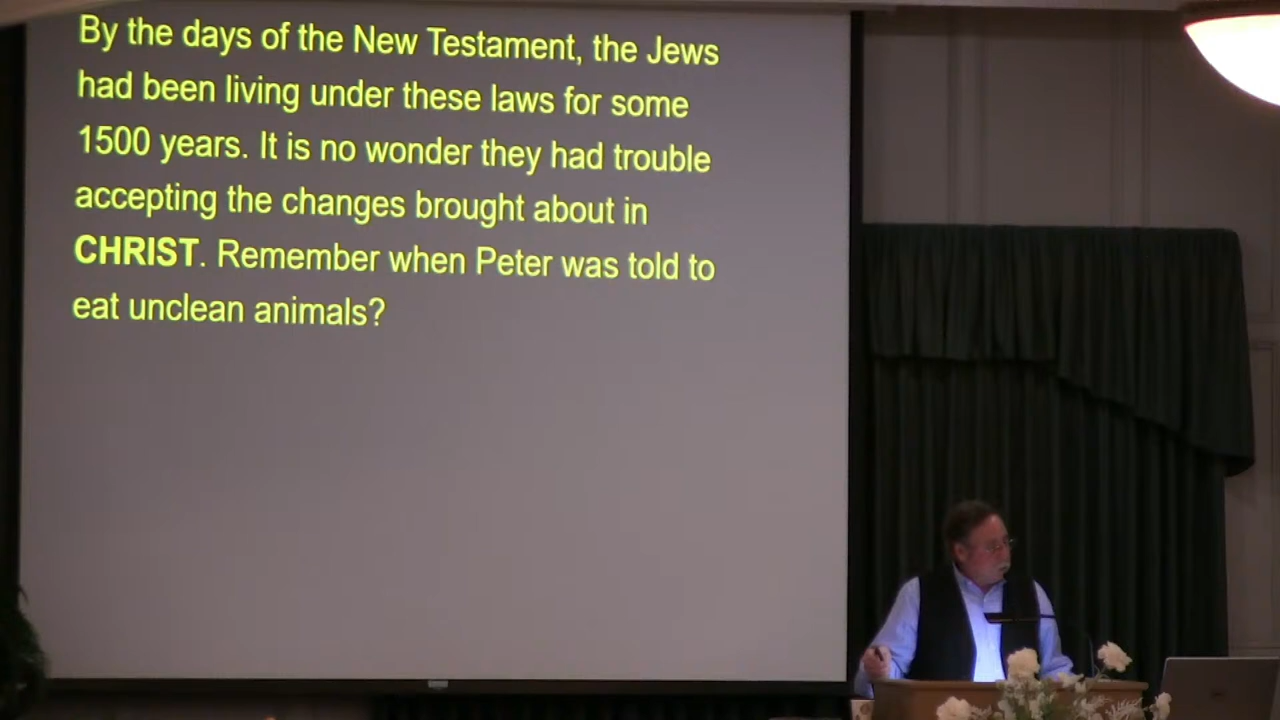 By the days of the New Testament, the Jews
had been living under these laws for some
1500 years. It is no wonder they had trouble
accepting the changes brought about in
CHRIST. Remember when Peter was told to
eat unclean animals?